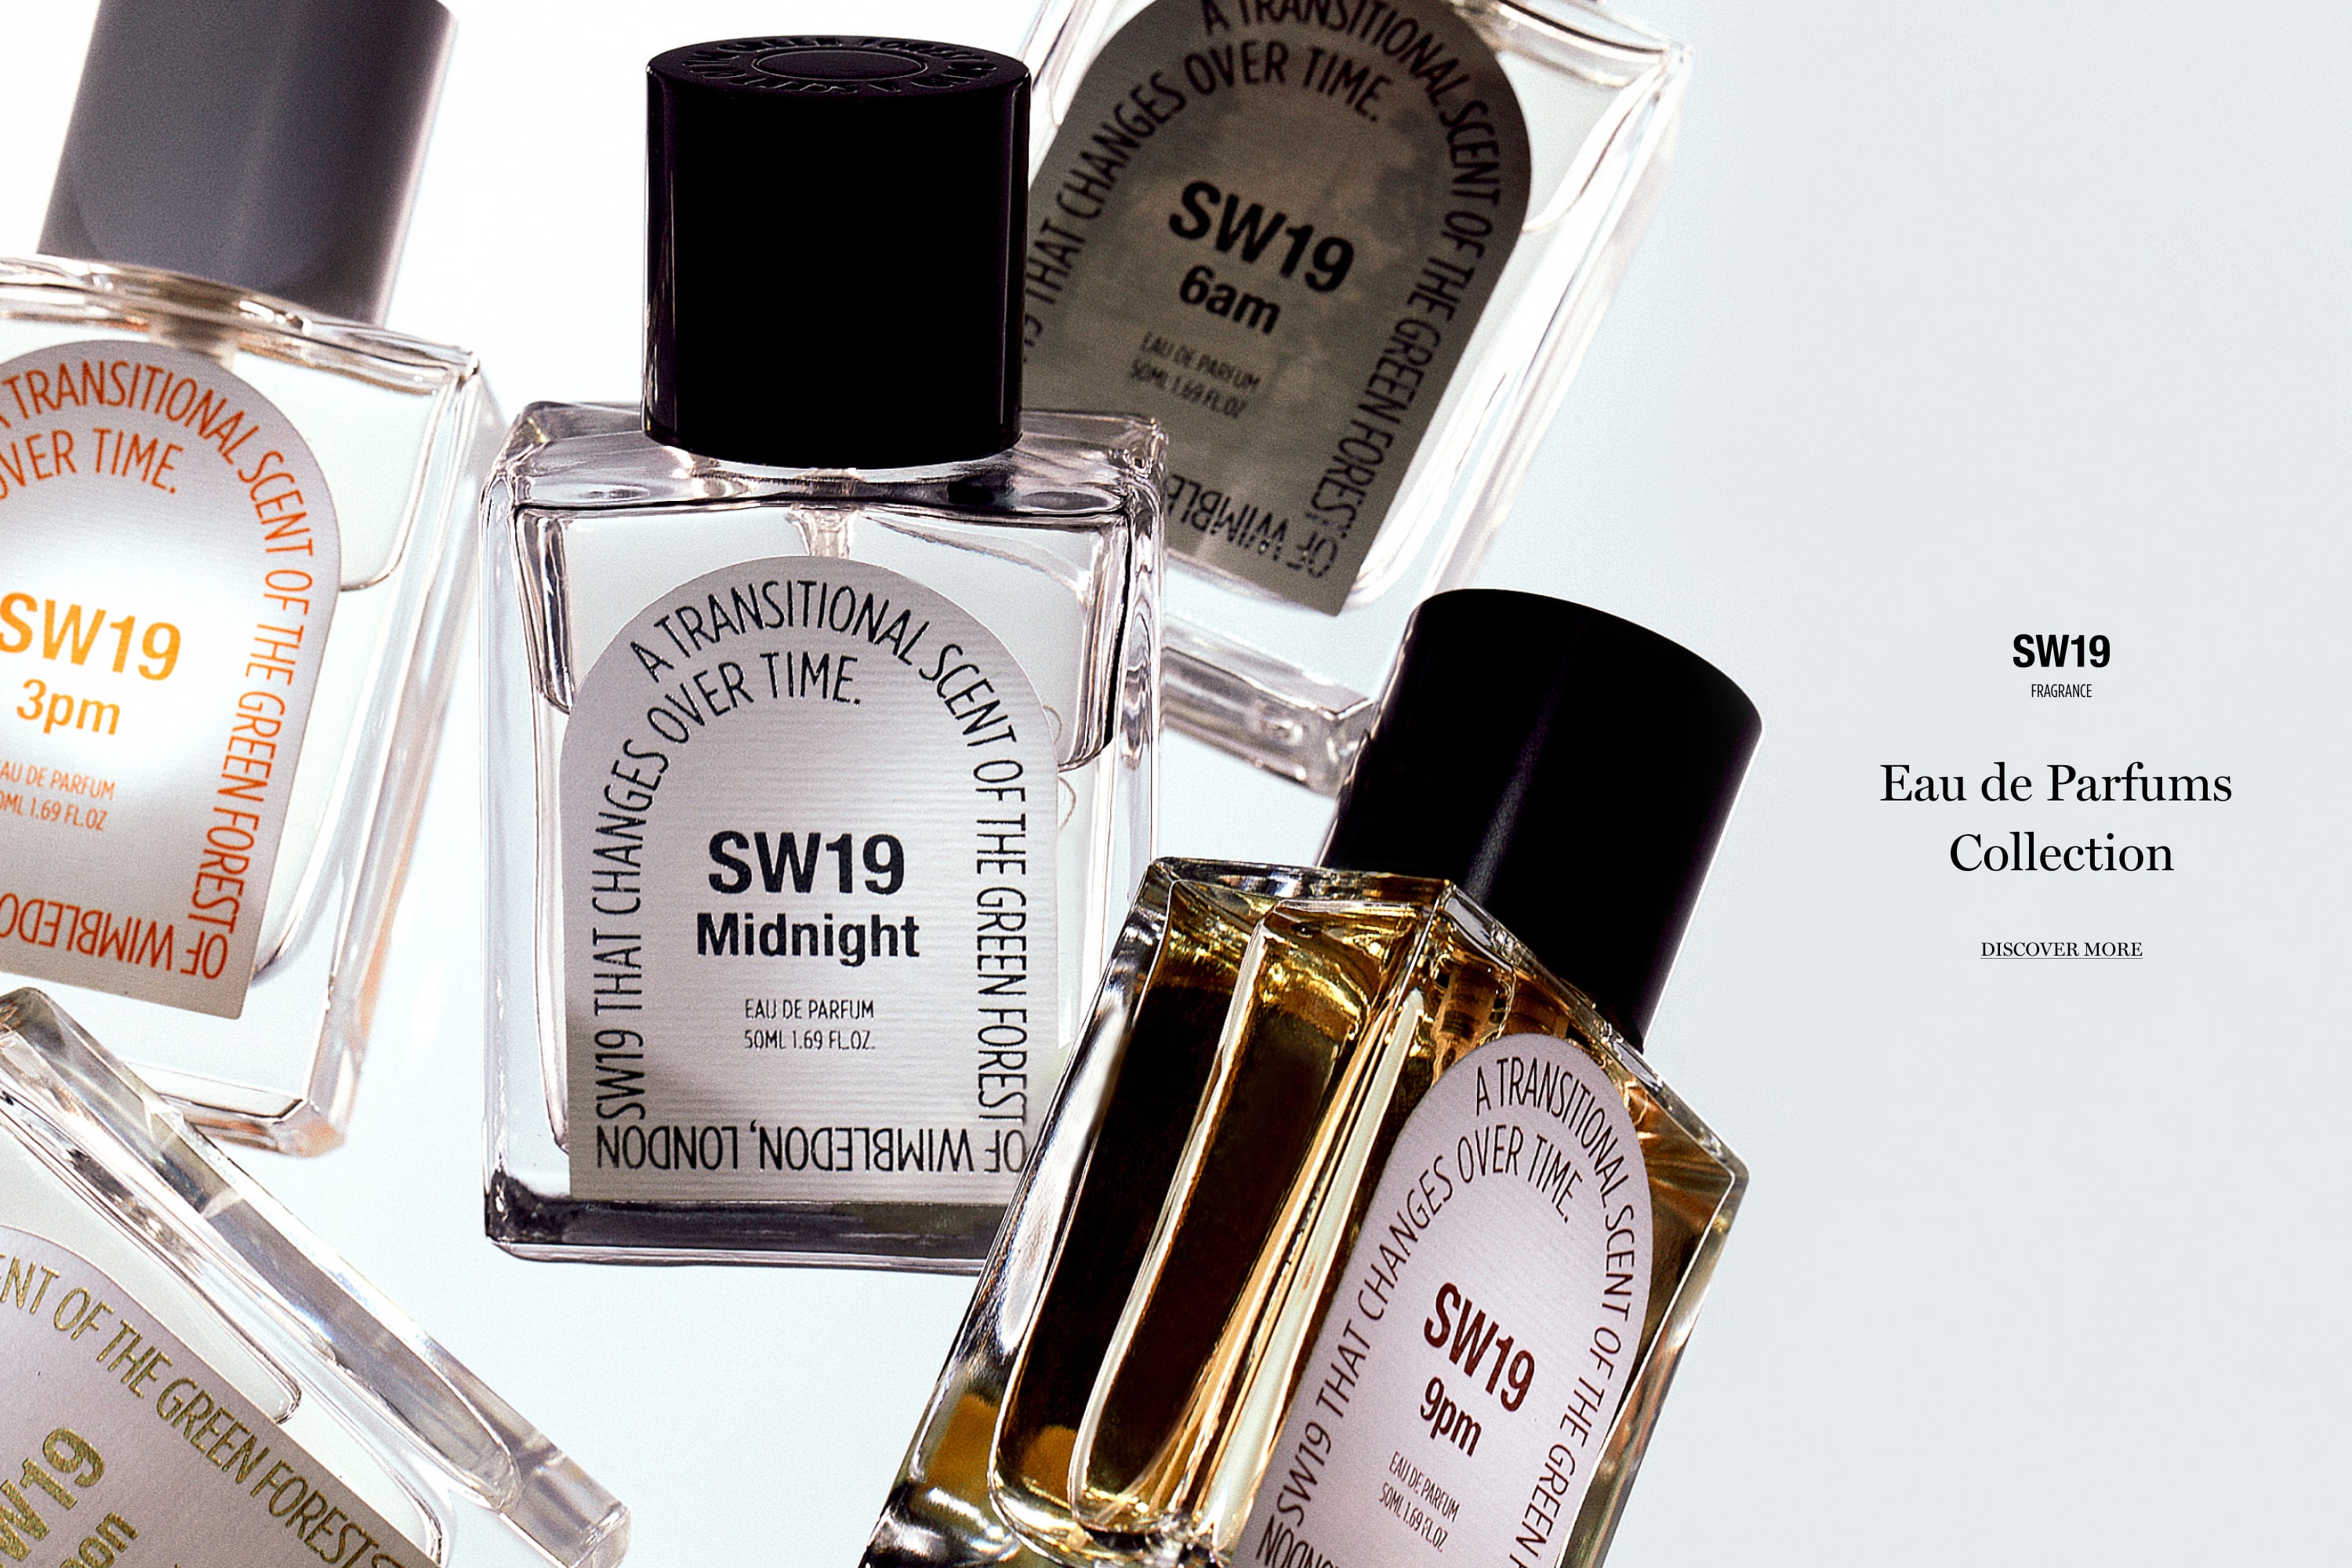 A TRANSITIONAL SCENT OF THE GREEN FOREST
THAT CHANGES OVER TIME.
SW19
6am
EAU DE PARFUM
50ML 1.69 FL.OZ
OF
TRANSITIONAL SCENT OF THE GREEN FOREST
OVER TIME.
SW19
3pm
EAU DE PARFUM
1.69 FL.OZ
OF
A TRANSITIONAL SCENT OF THE GREEN FOREST
OF WIMBLEDON, LONDON
SW19 THAT CHANGES OVER TIME.
SW19
Midnight
EAU DE PARFUM
50ML 1.69 FL.OZ.
A TRANSITIONAL SCENT OF THE GREEN
SW19 THAT CHANGES OVER TIME.
SW19
9pm
EAU DE PARFUM
50ML 1.69 FL.OZ
OF THE GREEN FOREST
SW19
FRAGRANCE
Eau de Parfums
Collection
DISCOVER MORE